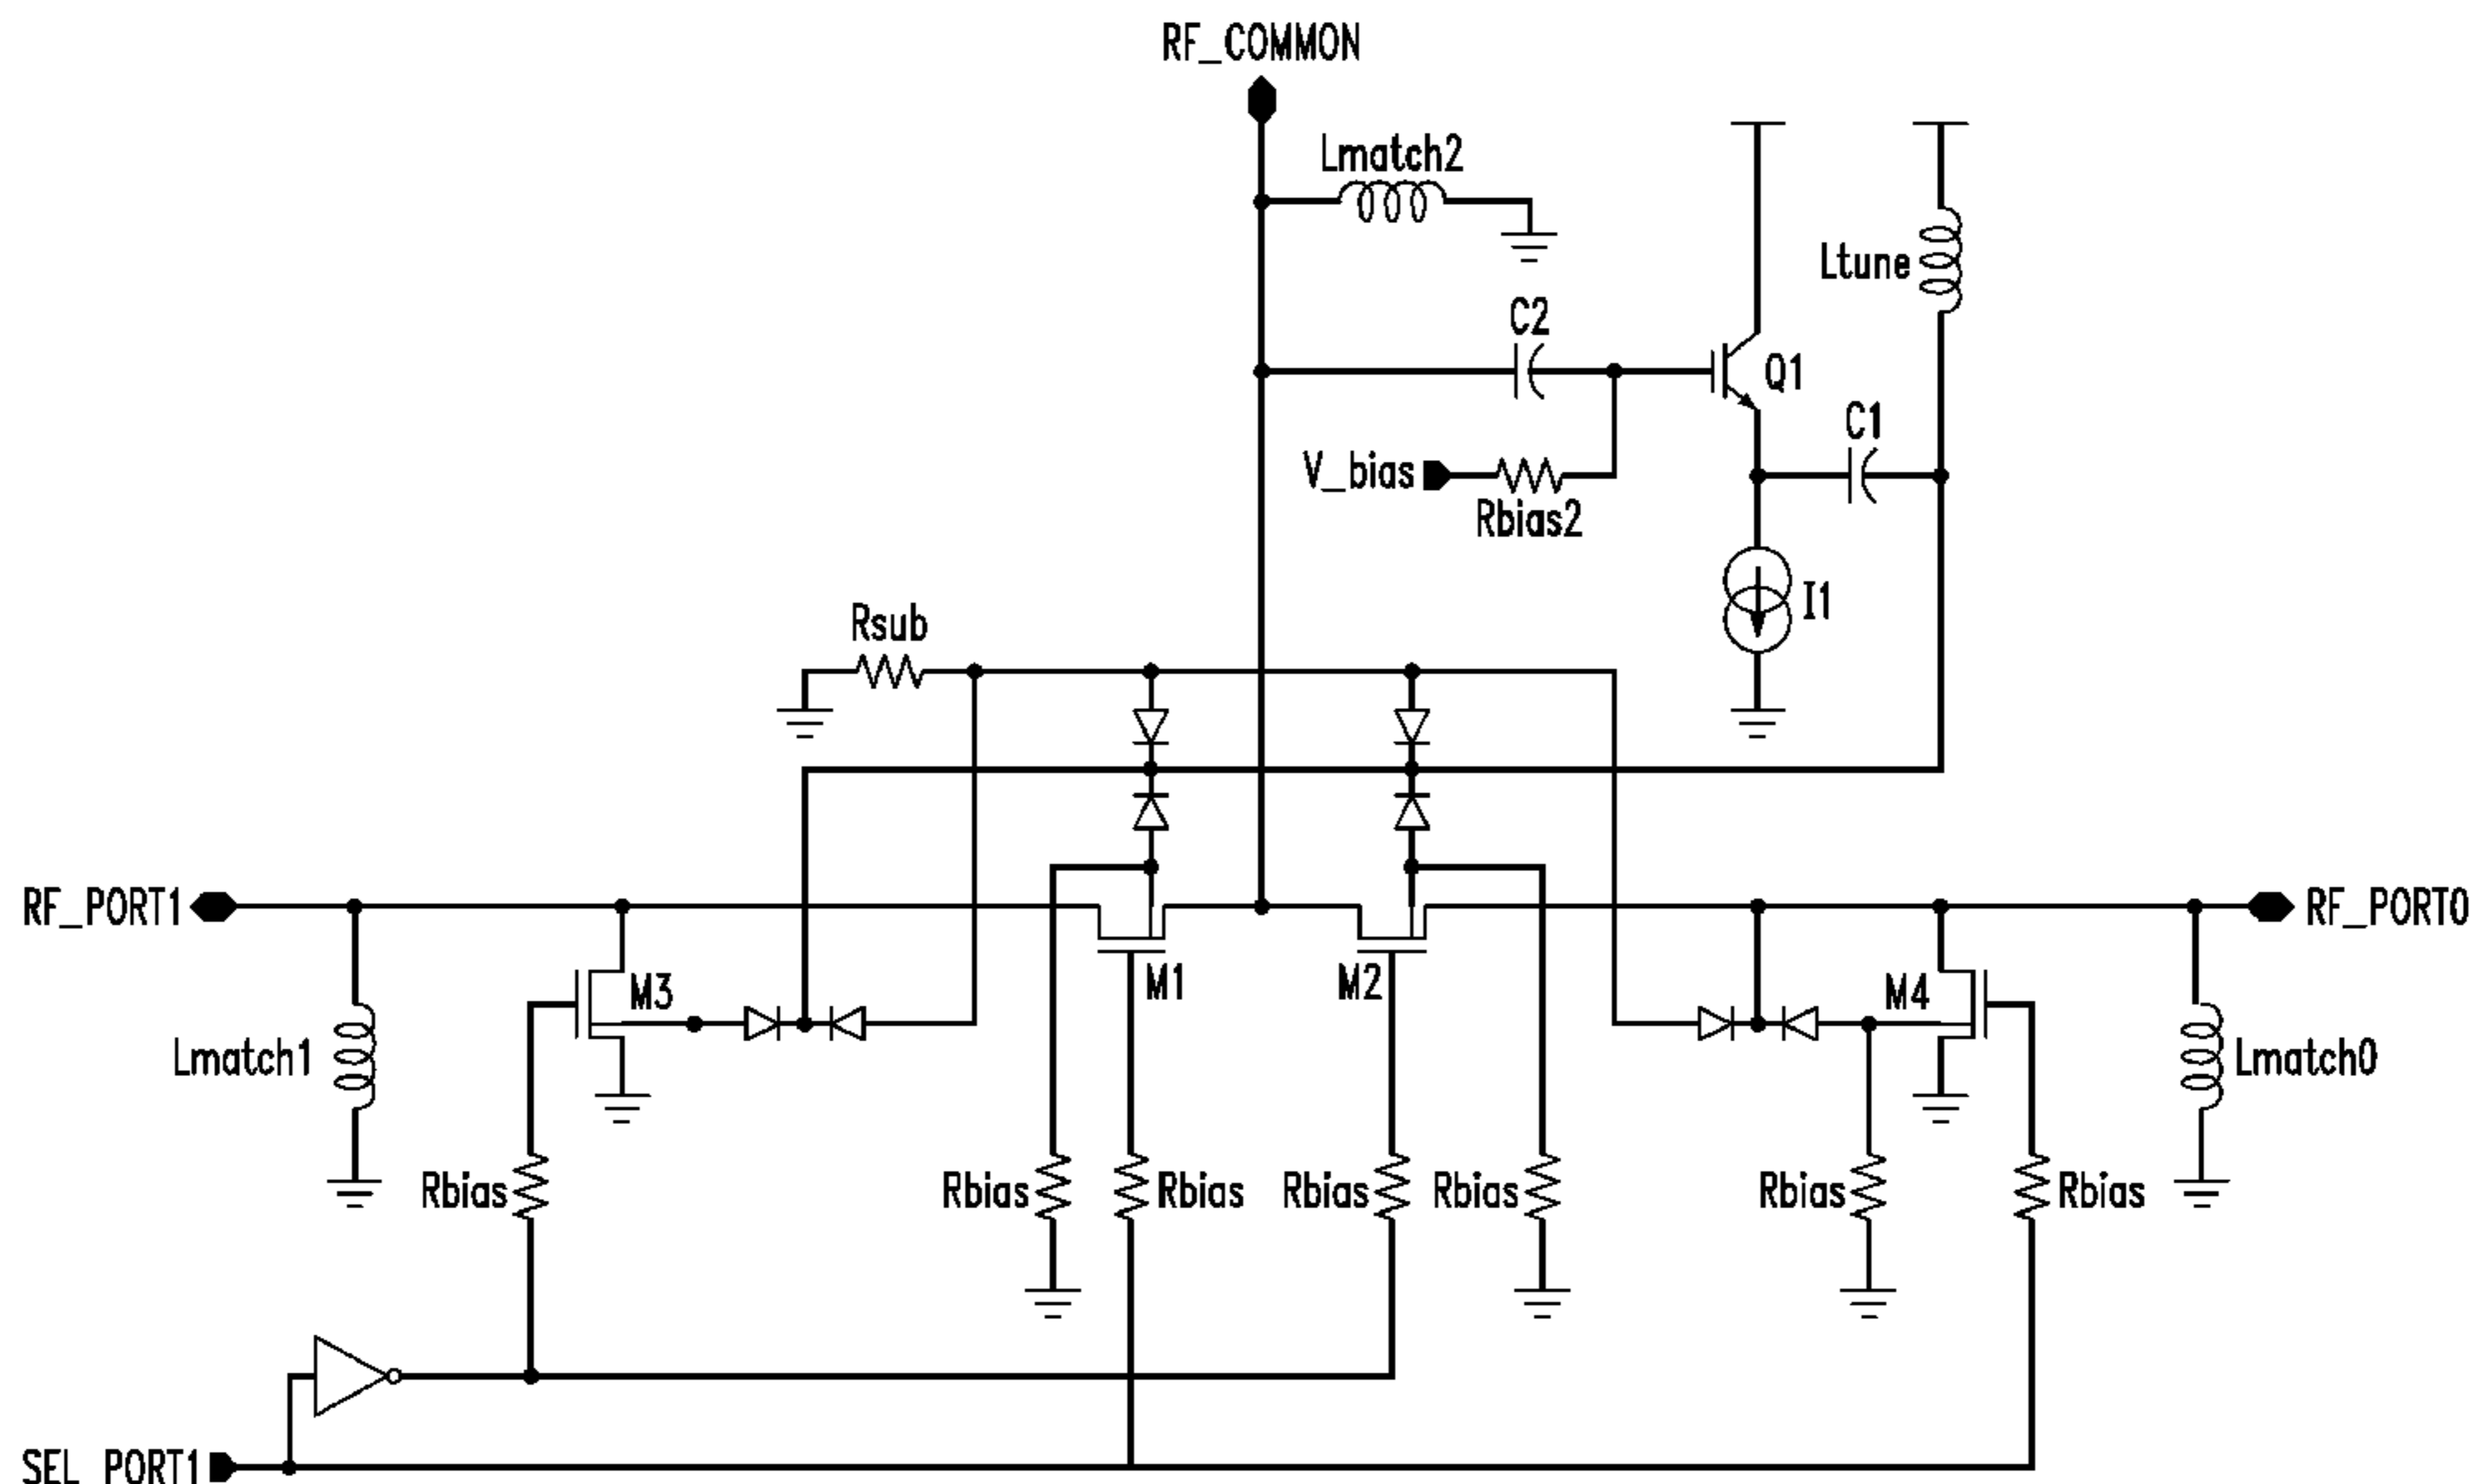 RF_COMMON
Lmatch2
Ltune
C2
Q1
C1
V_bias
Rbias2
I1
Rsub
RF_PORT1
RF_PORT0
M3
M1
M2
M4
Lmatch1
Lmatch0
Rbias
Rbias
Rbias
Rbias
Rbias
Rbias
Rbias
SEL_PORT1